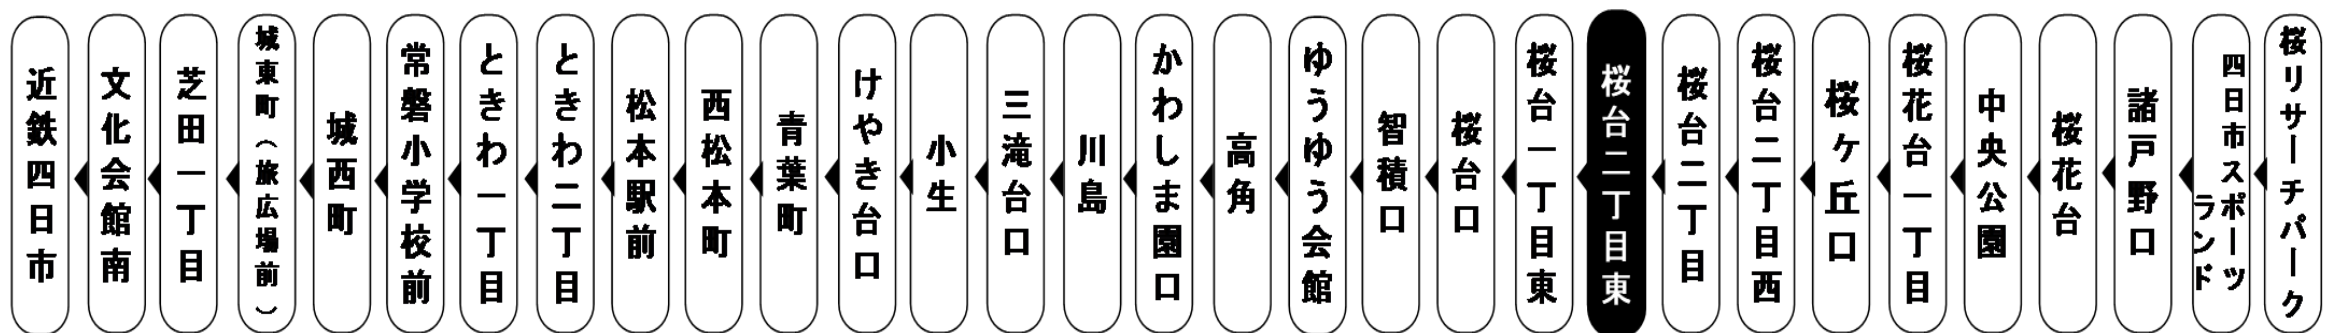 桜リサーチパーク
四日市スポーツ
ランド
諸戸野口
桜花台
中央公園
桜花台一丁目
桜ヶ丘口
桜台二丁目西
桜台二丁目
桜台二丁目東
桜台一丁目東
桜台口
智積口
ゆうゆう会館
高角
かわしま園口
川島
三滝台口
小生
けやき台口
青葉町
西松本町
松本駅前
ときわ二丁目
ときわ一丁目
常磐小学校前
城西町
城東町（旅広場前）
芝田一丁目
文化会館南
近鉄四日市